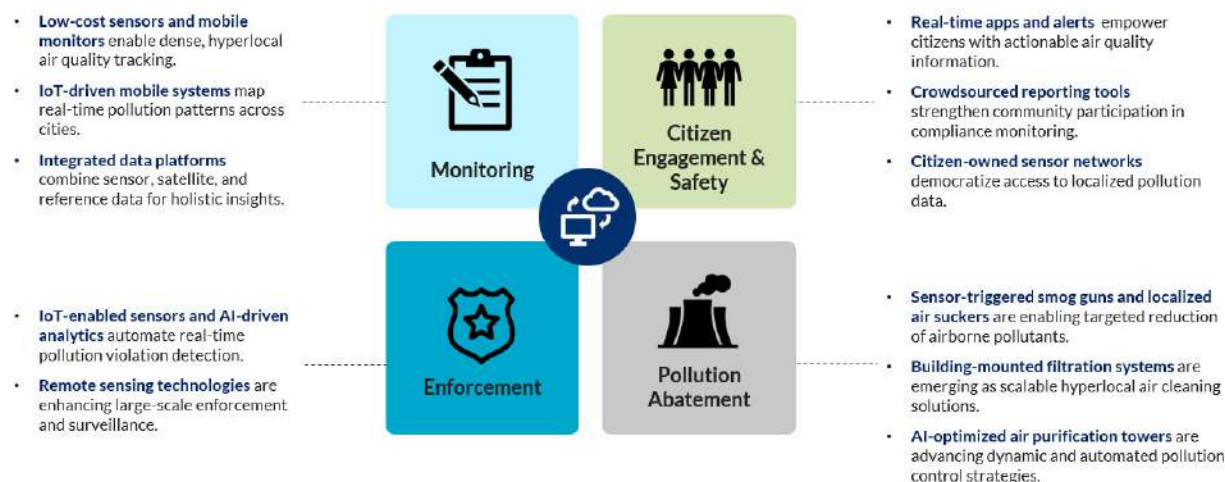 • Low-cost sensors and mobile
monitors enable dense, hyperlocal
air quality tracking.
• IoT-driven mobile systems map
real-time pollution patterns across
cities.
• Integrated data platforms
combine sensor, satellite, and
reference data for holistic insights.
Monitoring
Citizen
Engagement &
Safety
• Real-time apps and alerts empower
citizens with actionable air quality
information.
• Crowdsourced reporting tools
strengthen community participation in
compliance monitoring.
• Citizen-owned sensor networks
democratize access to localized pollution
data.
• IoT-enabled sensors and AI-driven
analytics automate real-time
pollution violation detection.
• Remote sensing technologies are
enhancing large-scale enforcement
and surveillance.
Enforcement
Pollution
Abatement
• Sensor-triggered smog guns and localized
air suckers are enabling targeted reduction
of airborne pollutants.
• Building-mounted filtration systems are
emerging as scalable hyperlocal air cleaning
solutions.
• AI-optimized air purification towers are
advancing dynamic and automated pollution
control strategies.